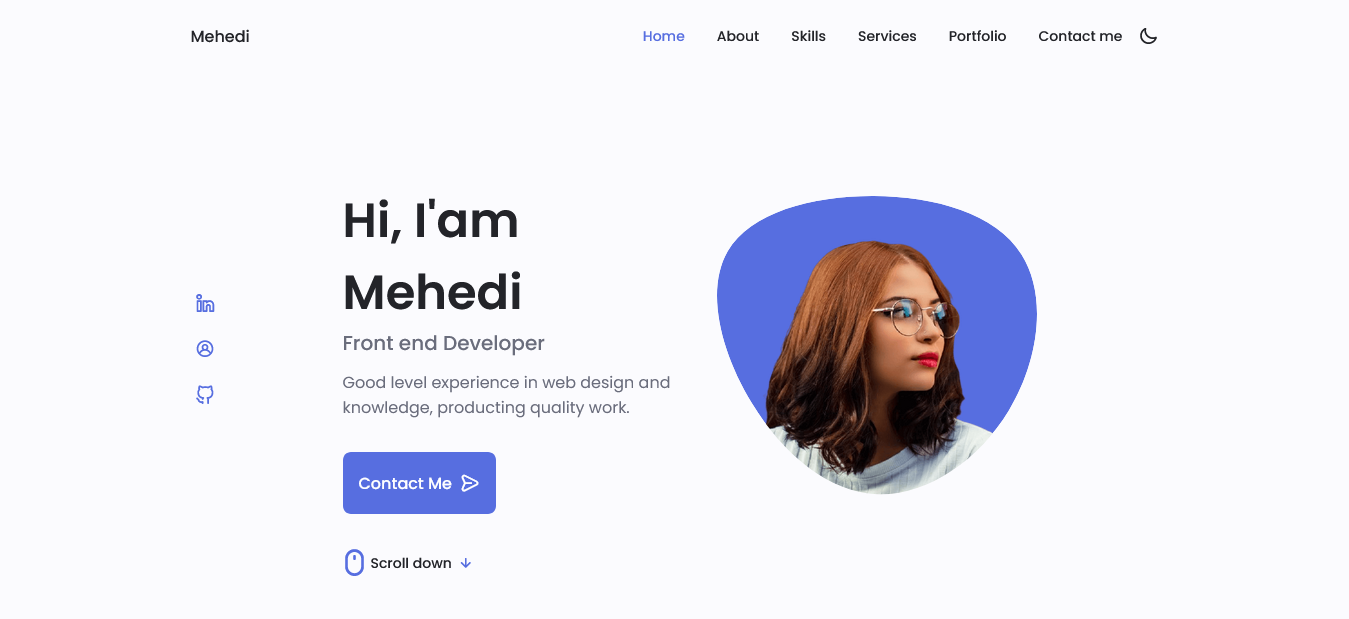 Mehedi
Home About Skills Services Portfolio Contact me
Hi, I'am
Mehedi
Front end Developer
Good level experience in web design and
knowledge, producting quality work.
Contact Me
Scroll down